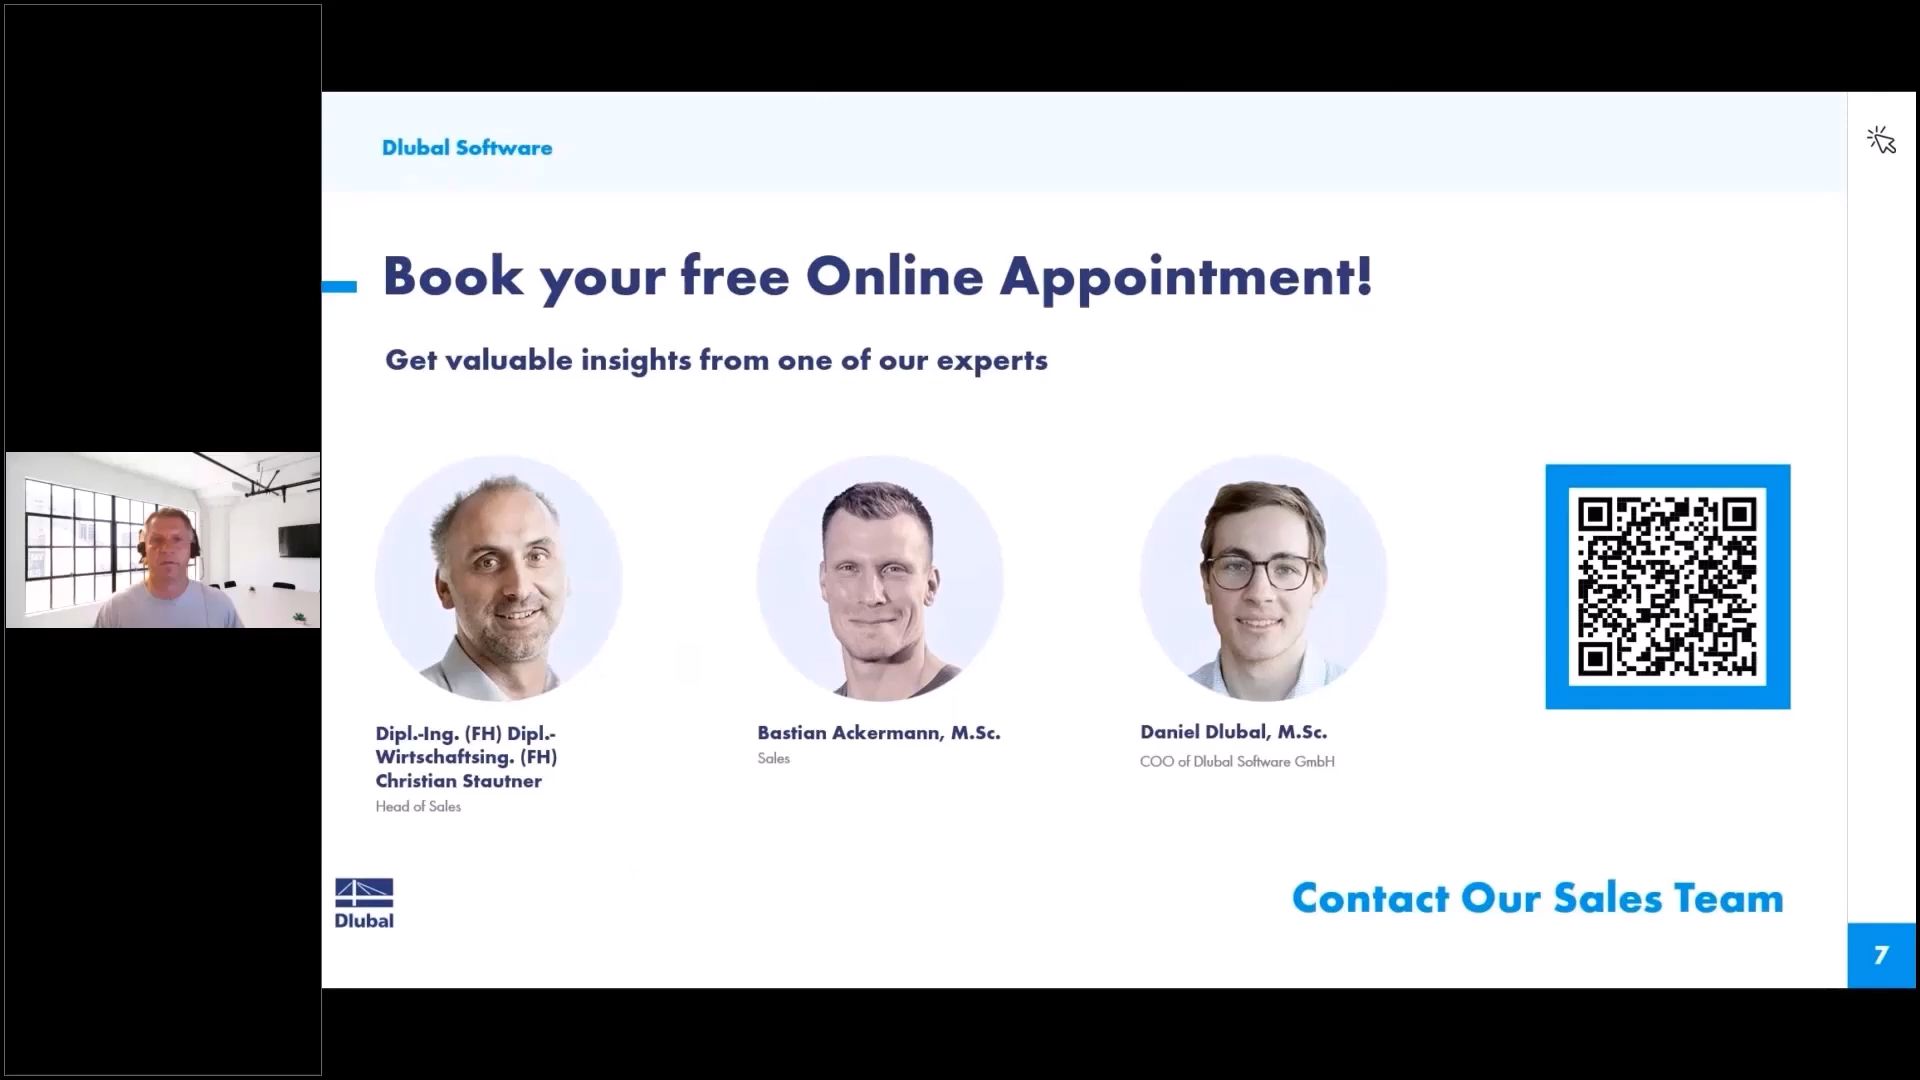 Dlubal Software
Book your free Online Appointment!
Get valuable insights from one of our experts
Dipl.-Ing. (FH) Dipl.-
Wirtschaftsing. (FH)
Christian Stautner
Head of Sales
Bastian Ackermann, M.Sc.
Sales
Daniel Dlubal, M.Sc.
COO of Dlubal Software GmbH
Dlubal
Contact Our Sales Team
7